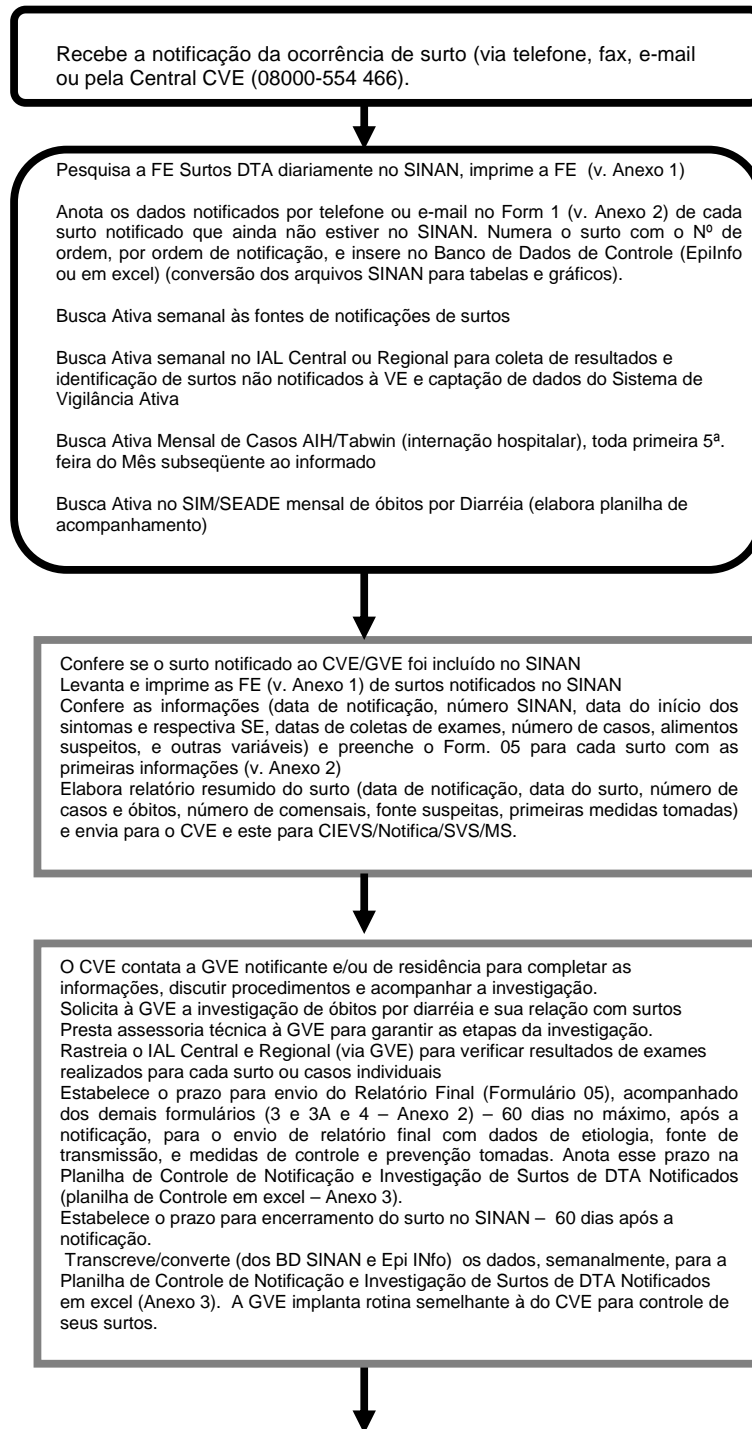 Recebe a notificação da ocorrência de surto (via telefone, fax, e-mail
ou pela Central CVE (08000-554 466).
Pesquisa a FE Surtos DTA diariamente no SINAN, imprime a FE (v. Anexo 1)
Anota os dados notificados por telefone ou e-mail no Form 1 (v. Anexo 2) de cada
surto notificado que ainda não estiver no SINAN. Numera o surto com o Nº de
ordem, por ordem de notificação, e insere no Banco de Dados de Controle (EpiInfo
ou em excel) (conversão dos arquivos SINAN para tabelas e gráficos).
Busca Ativa semanal às fontes de notificações de surtos
Busca Ativa semanal no IAL Central ou Regional para coleta de resultados e
identificação de surtos não notificados à VE e captação de dados do Sistema de
Vigilância Ativa
Busca Ativa Mensal de Casos AIH/Tabwin (internação hospitalar), toda primeira 5ª.
feira do Mês subseqüente ao informado
Busca Ativa no SIM/SEADE mensal de óbitos por Diarréia (elabora planilha de
acompanhamento)
Confere se o surto notificado ao CVE/GVE foi incluído no SINAN
Levanta e imprime as FE (v. Anexo 1) de surtos notificados no SINAN
Confere as informações (data de notificação, número SINAN, data do início dos
sintomas e respectiva SE, datas de coletas de exames, número de casos, alimentos
suspeitos, e outras variáveis) e preenche o Form. 05 para cada surto com as
primeiras informações (v. Anexo 2)
Elabora relatório resumido do surto (data de notificação, data do surto, número de
casos e óbitos, número de comensais, fonte suspeitas, primeiras medidas tomadas)
e envia para o CVE e este para CIEVS/Notifica/SVS/MS.
O CVE contata a GVE notificante e/ou de residência para completar as
informações, discutir procedimentos e acompanhar a investigação.
Solicita à GVE a investigação de óbitos por diarréia e sua relação com surtos
Presta assessoria técnica à GVE para garantir as etapas da investigação.
Rastreia o IAL Central e Regional (via GVE) para verificar resultados de exames
realizados para cada surto ou casos individuais
Estabelece o prazo para envio do Relatório Final (Formulário 05), acompanhado
dos demais formulários (3 e 3A e 4 – Anexo 2) – 60 dias no máximo, após a
notificação, para o envio de relatório final com dados de etiologia, fonte de
transmissão, e medidas de controle e prevenção tomadas. Anota esse prazo na
Planilha de Controle de Notificação e Investigação de Surtos de DTA Notificados
(planilha de Controle em excel – Anexo 3).
Estabelece o prazo para encerramento do surto no SINAN – 60 dias após a
notificação.
Transcreve/converte (dos BD SINAN e Epi INfo) os dados, semanalmente, para a
Planilha de Controle de Notificação e Investigação de Surtos de DTA Notificados
em excel (Anexo 3). A GVE implanta rotina semelhante à do CVE para controle de
seus surtos.